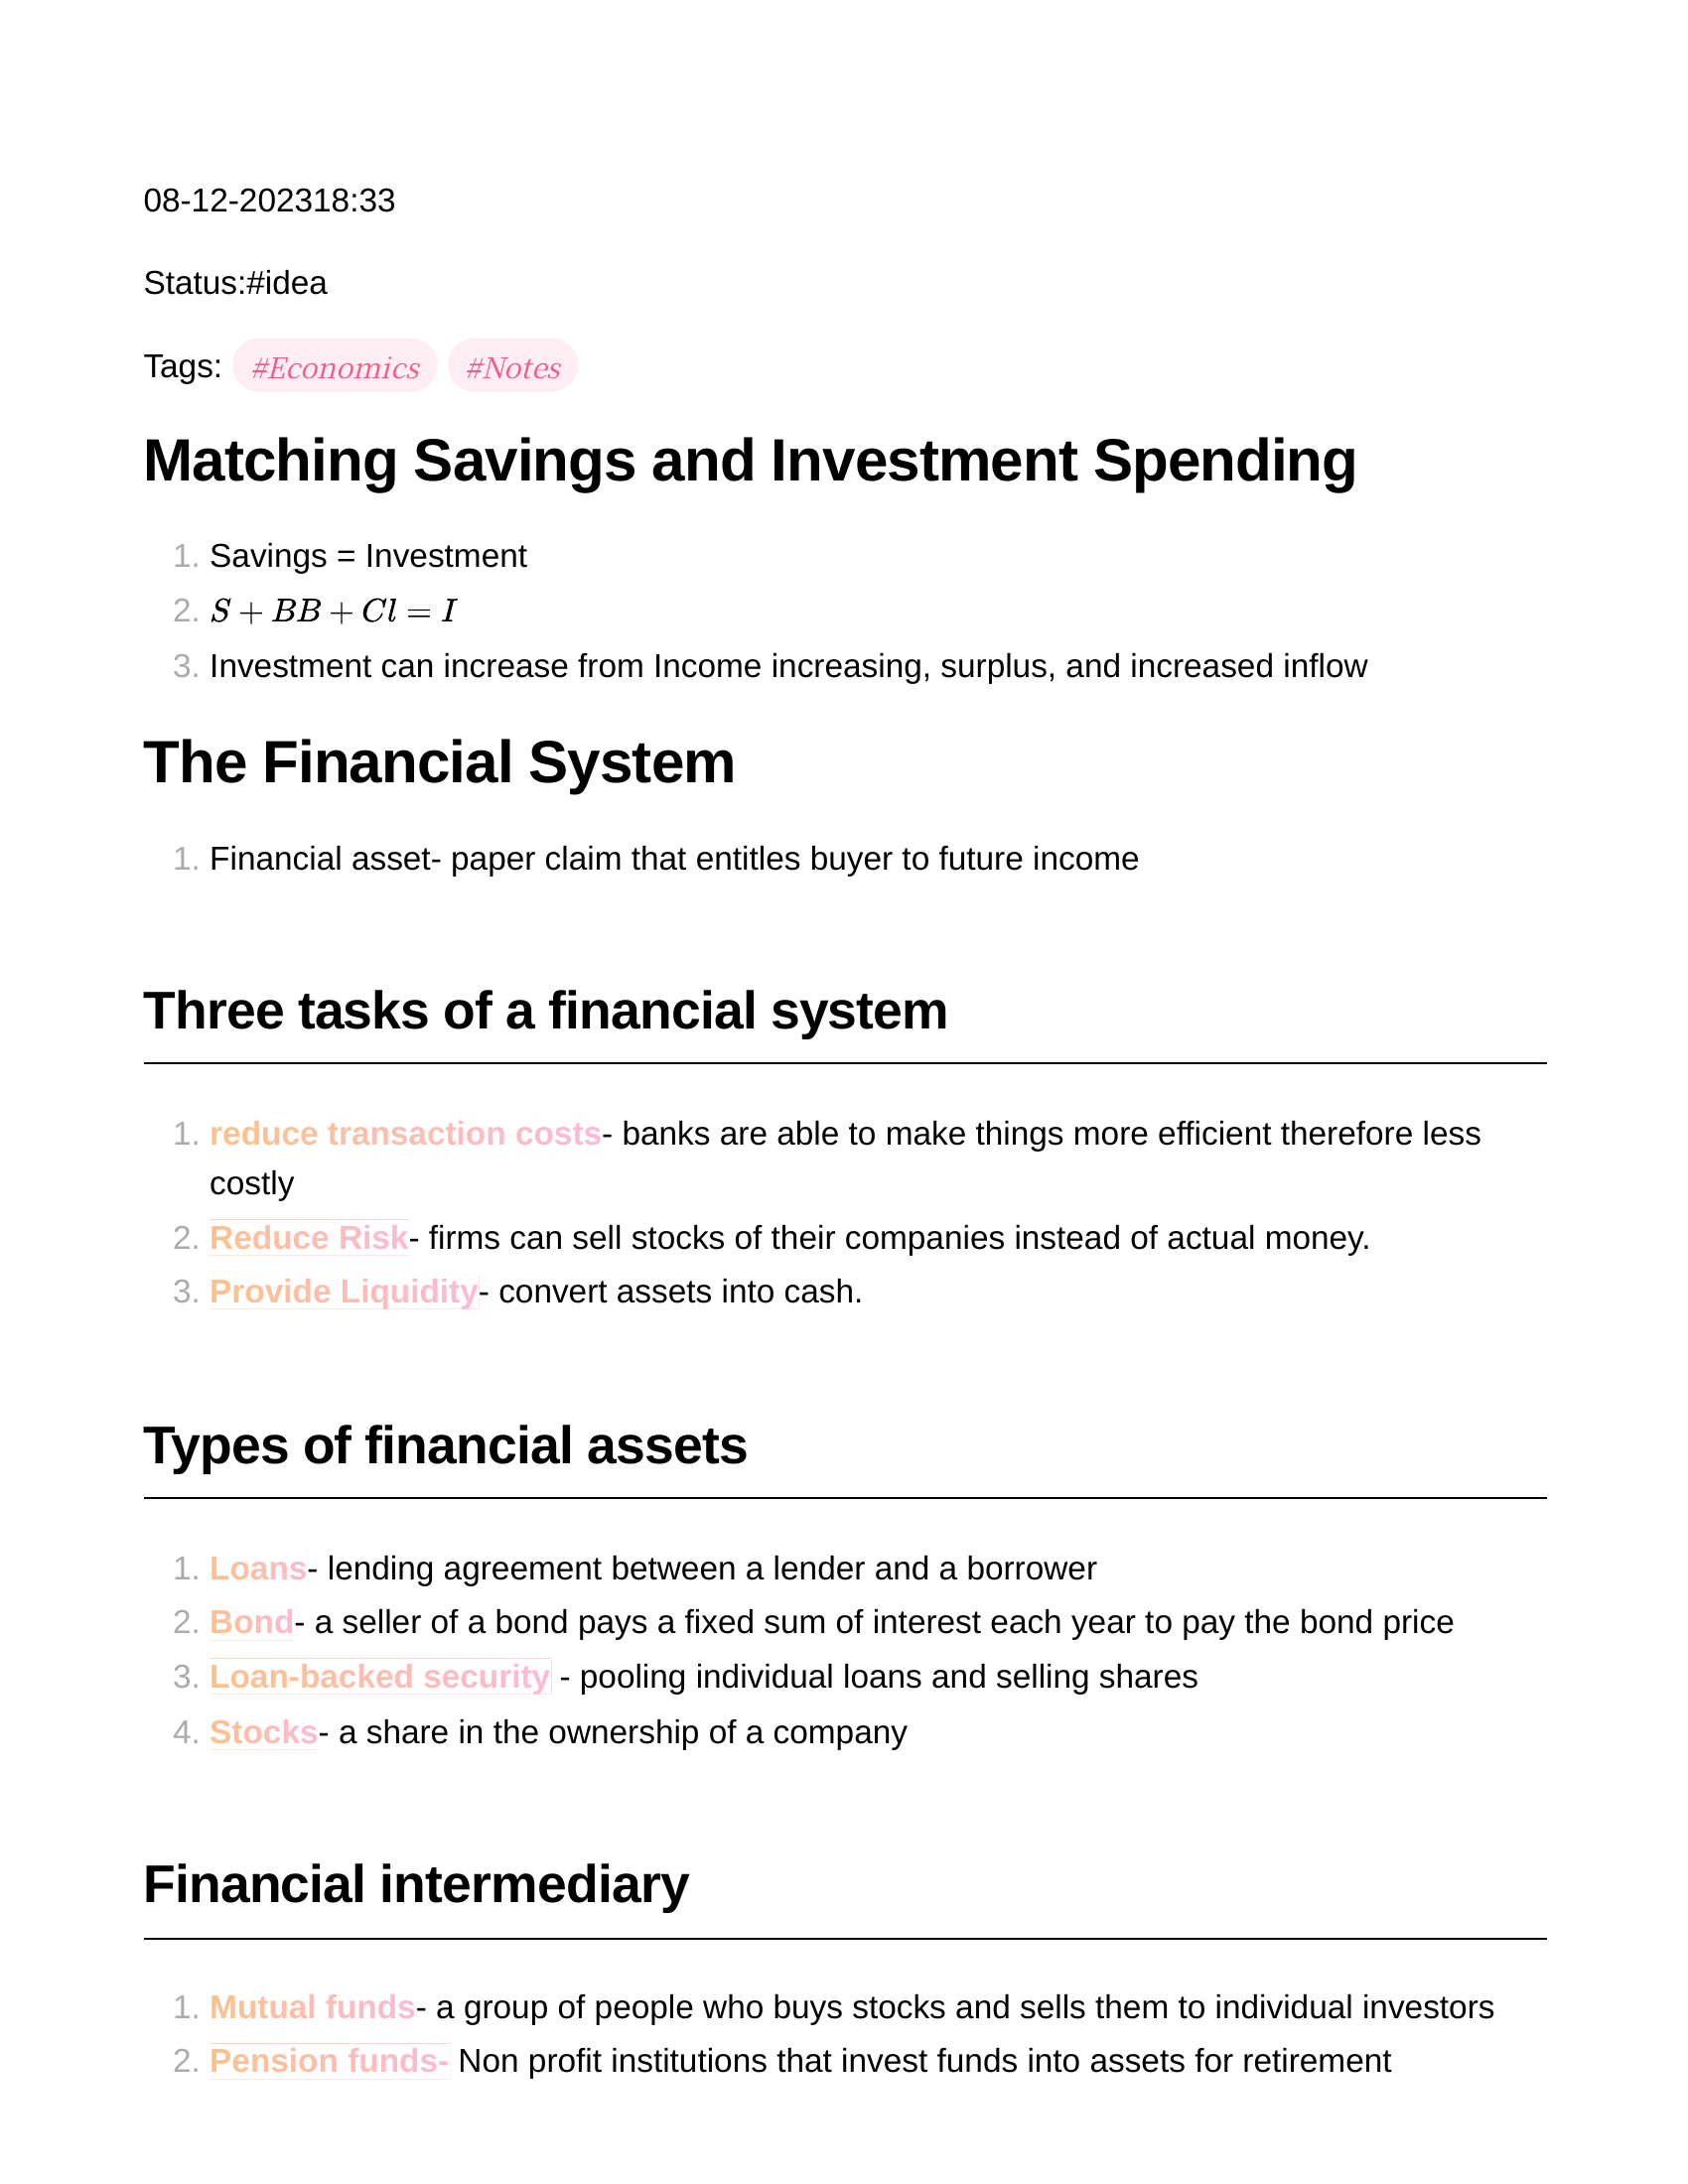 08-12-202318:33
Status:#idea
Tags: #Economics #Notes
Matching Savings and Investment Spending
1. Savings = Investment
2. S + BB + Cl = I
3. Investment can increase from Income increasing, surplus, and increased inflow
The Financial System
1. Financial asset- paper claim that entitles buyer to future income
Three tasks of a financial system
1. reduce transaction costs- banks are able to make things more efficient therefore less
costly
2. Reduce Risk- firms can sell stocks of their companies instead of actual money.
3. Provide Liquidity- convert assets into cash.
Types of financial assets
1. Loans- lending agreement between a lender and a borrower
2. Bond- a seller of a bond pays a fixed sum of interest each year to pay the bond price
3. Loan-backed security - pooling individual loans and selling shares
4. Stocks- a share in the ownership of a company
Financial intermediary
1. Mutual funds- a group of people who buys stocks and sells them to individual investors
2. Pension funds- Non profit institutions that invest funds into assets for retirement